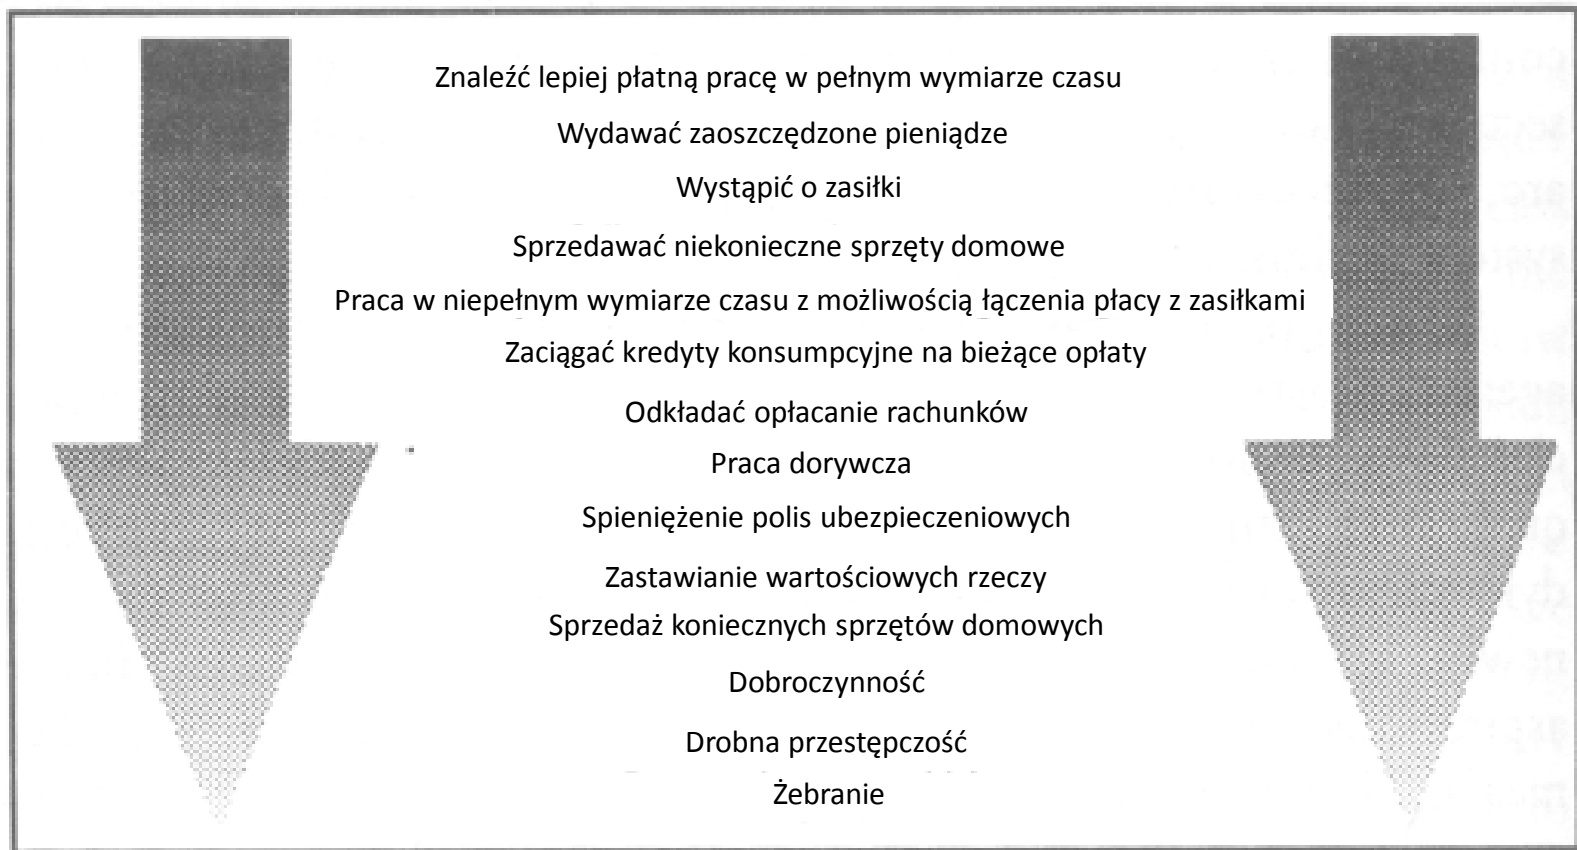 Znaleźć lepiej płatną pracę w pełnym wymiarze czasu
Wydawać zaoszczędzone pieniądze
Wystąpić o zasiłki
Sprzedawać niekonieczne sprzęty domowe
Praca w niepełnym wymiarze czasu z możliwością łączenia płacy z zasiłkami
Zaciągać kredyty konsumpcyjne na bieżące opłaty
Odkładać opłacanie rachunków
Praca dorywcza
Spieniężenie polis ubezpieczeniowych
Zastawianie wartościowych rzeczy
Sprzedaż koniecznych sprzętów domowych
Dobroczynność
Drobna przestępczość
Żebranie